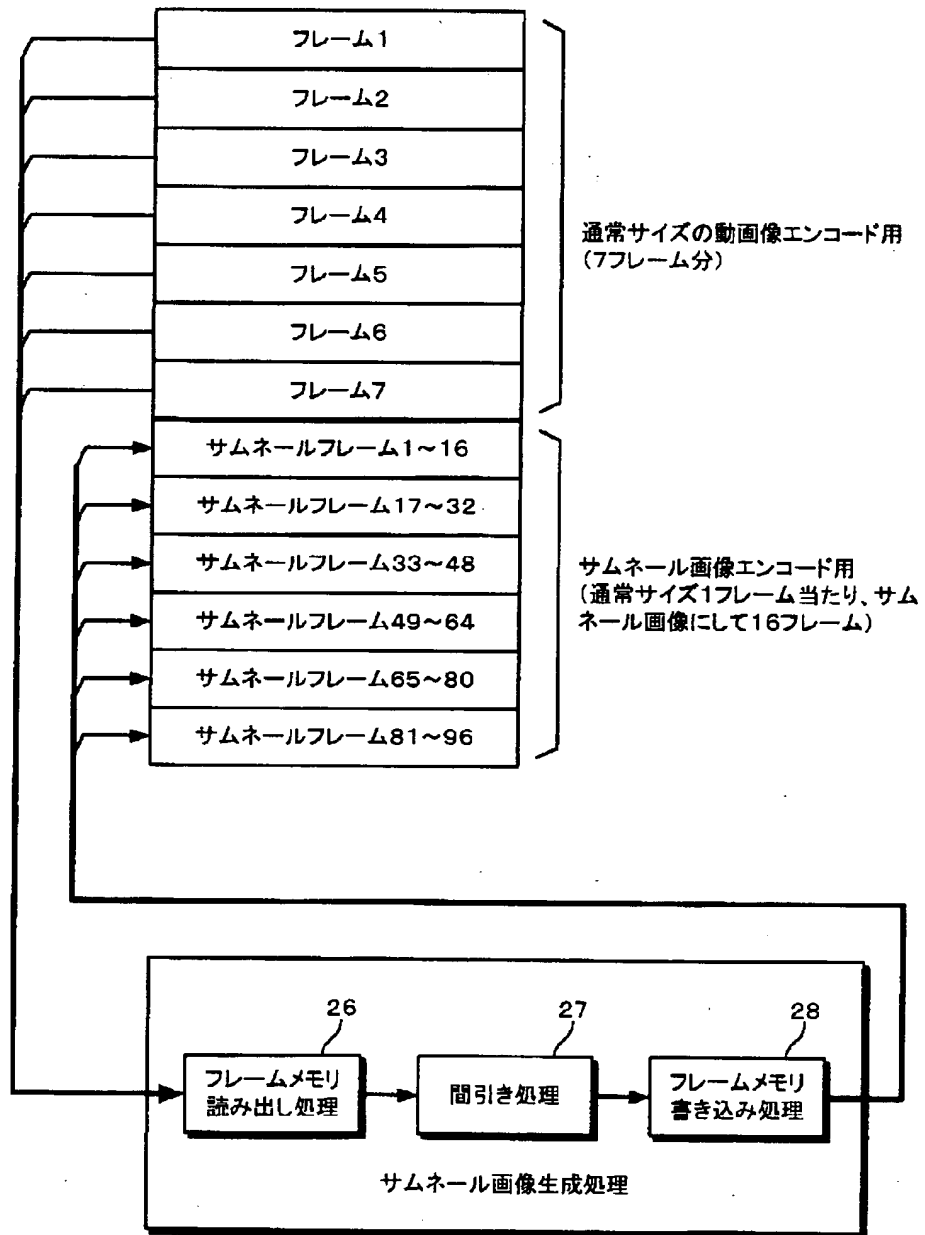 フレーム1
フレーム2
フレーム3
フレーム4
フレーム5
フレーム6
フレーム7
通常サイズの動画像エンコード用
(7フレーム分)
サムネールフレーム1～16
サムネールフレーム17～32
サムネールフレーム33～48
サムネールフレーム49～64
サムネールフレーム65～80
サムネールフレーム81～96
サムネール画像エンコード用
(通常サイズ1フレーム当たり、サム
ネール画像にして16フレーム)
26
27
28
フレームメモリ
読み出し処理
間引き処理
フレームメモリ
書き込み処理
サムネール画像生成処理